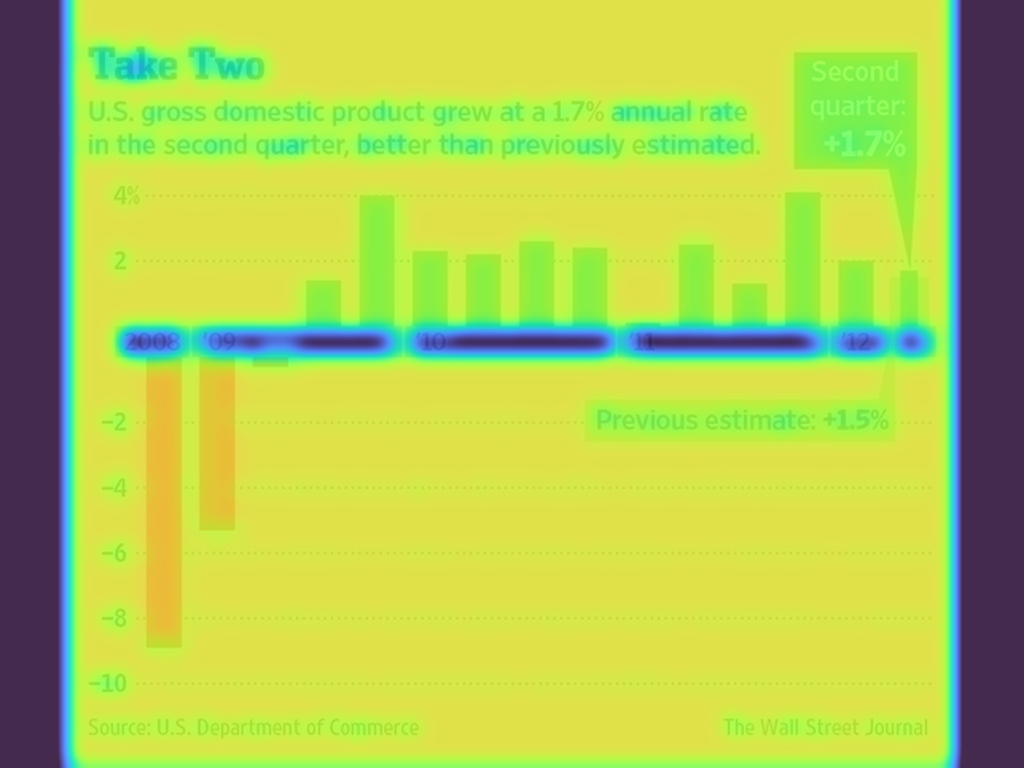 Take Two
U.S. gross domestic product grew at a 1.7% annual rate
in the second quarter, better than previously estimated.
Second
quarter:
+1.7%
4%
2
2008 '09 '10 '11 '12
Previous estimate: +1.5%
−2
−4
−6
−8
−10
Source: U.S. Department of Commerce
The Wall Street Journal